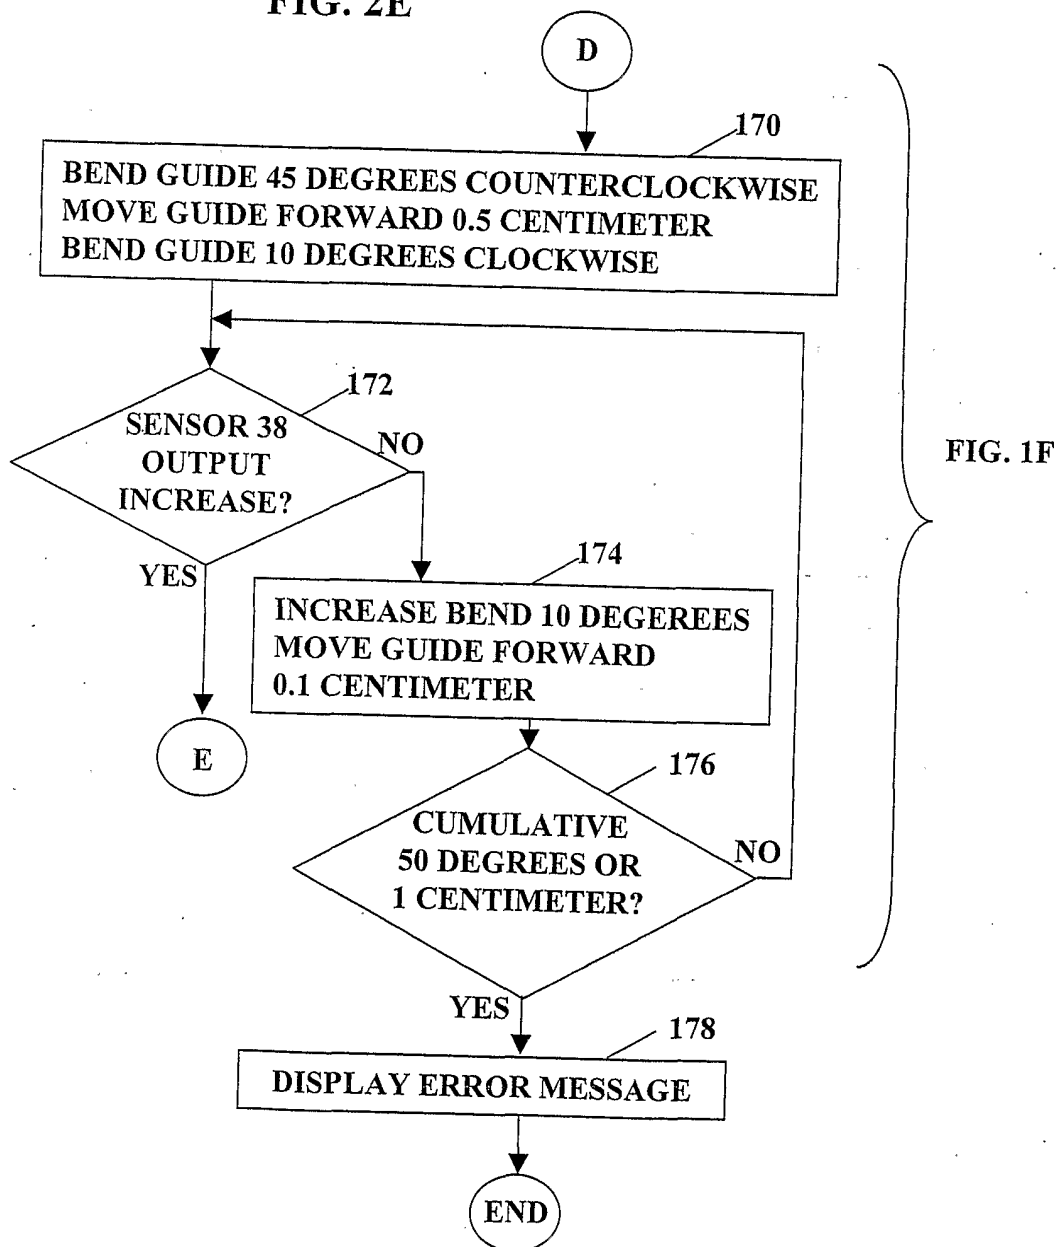 FIG. 2E
D
170
BEND GUIDE 45 DEGREES COUNTERCLOCKWISE
MOVE GUIDE FORWARD 0.5 CENTIMETER
BEND GUIDE 10 DEGREES CLOCKWISE
172
SENSOR 38
OUTPUT
INCREASE?
NO
YES
FIG. 1F
174
INCREASE BEND 10 DEGEREES
MOVE GUIDE FORWARD
0.1 CENTIMETER
E
176
CUMULATIVE
50 DEGREES OR
1 CENTIMETER?
NO
YES
178
DISPLAY ERROR MESSAGE
END